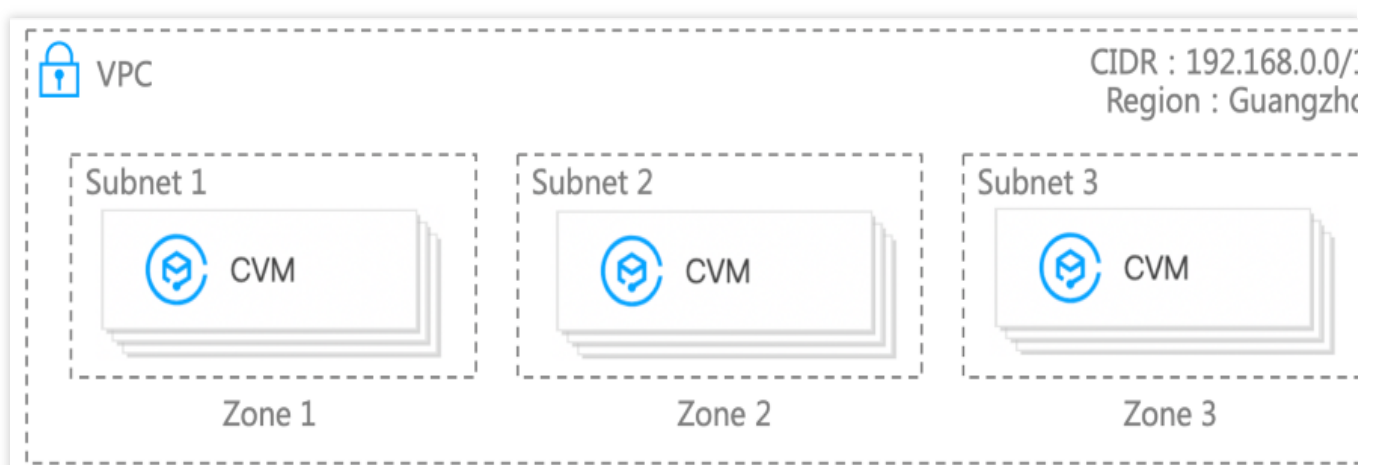 VPC
CIDR : 192.168.0.0/
Region :
Subnet 1
Subnet 2
Subnet 3
CVM
CVM
CVM
Zone 1
Zone 2
Zone 3